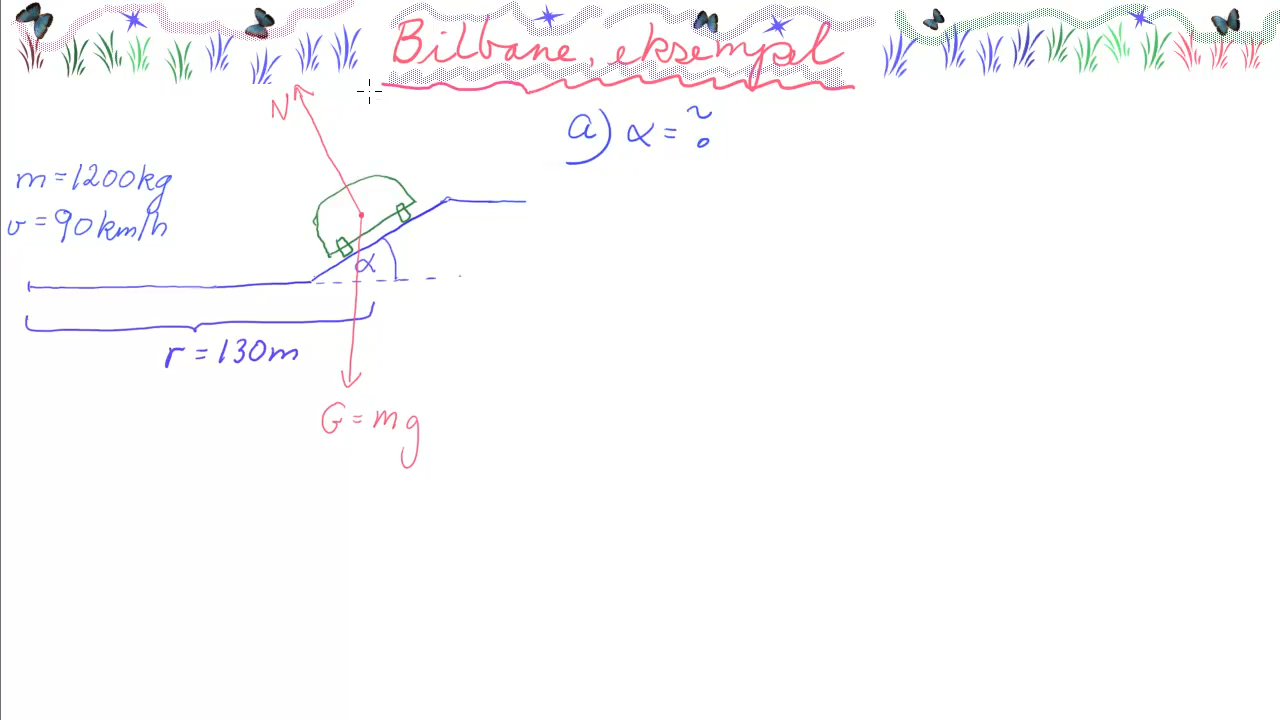 Bilbane, eksempel
N
a) α = ?
m = 1200kg
v = 90km/h
α
r = 130m
G = mg